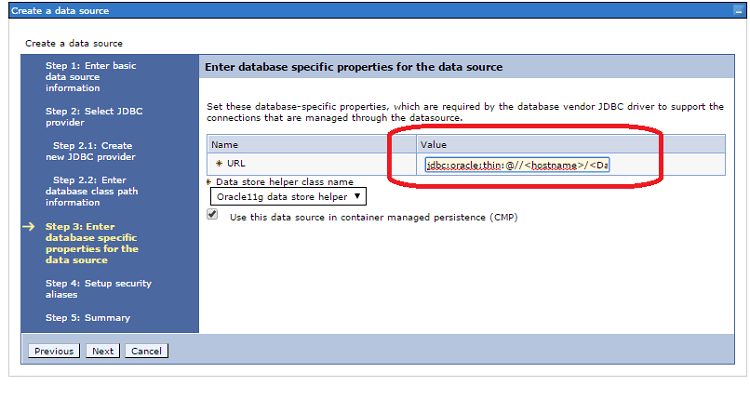 Create a data source
Create a data source
Step 1: Enter basic
data source
information
Step 2: Select JDBC
provider
Step 2.1: Create
new JDBC provider
Step 2.2: Enter
database class path
information
Step 3: Enter
database specific
properties for the
data source
Step 4: Setup security
aliases
Step 5: Summary
Enter database specific properties for the data source
Set these database-specific properties, which are required by the database vendor JDBC driver to support the
connections that are managed through the datasource.
Name Value
* URL jdbc:oracle:thin:@//<hostname>/<Da
* Data store helper class name
Oracle11g data store helper
Use this data source in container managed persistence (CMP)
Previous Next Cancel